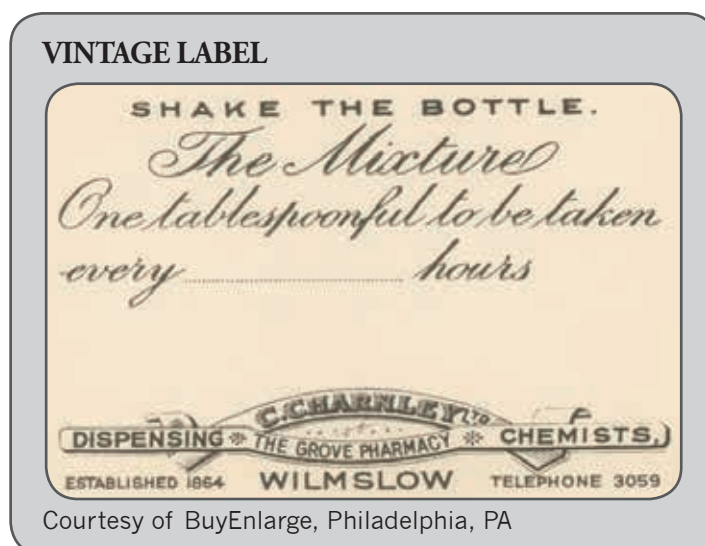 VINTAGE LABEL
SHAKE THE BOTTLE.
The Mixture
One tablespoonful to be taken
every ........................ hours
C. CHARNLEY LTD
DISPENSING * THE GROVE PHARMACY * CHEMISTS,
ESTABLISHED 1864 WILMSLOW TELEPHONE 3059
Courtesy of BuyEnlarge, Philadelphia, PA